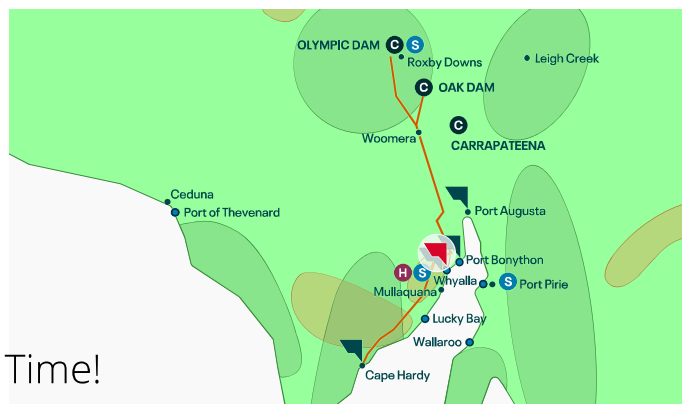 OLYMPIC DAM C S
Roxby Downs
Leigh Creek
C OAK DAM
C
Woomera
CARRAPATEENA
Ceduna
Port of Thevenard
Port Augusta
Port Bonython
H S Whyalla
S Port Pirie
Mullaquana
Lucky Bay
Wallaroo
Time!
Cape Hardy